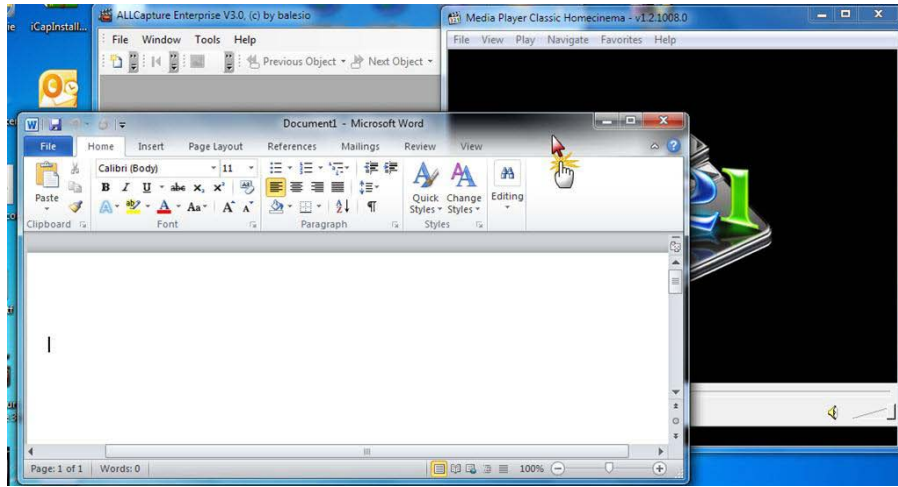 ALLCapture Enterprise V3.0, (c) by balesio
File Window Tools Help
Previous Object Next Object
Media Player Classic Homecinema - v1.2.1008.0
File View Play Navigate Favorites Help
iCapInstall...
Document1 - Microsoft Word
File Home Insert Page Layout References Mailings Review View
Paste
Calibri (Body) 11
B I U abc x₂ x²
A ab A Aa A A
Quick Styles
Change Styles
Editing
Clipboard Font Paragraph Styles
Page: 1 of 1 Words: 0 100%